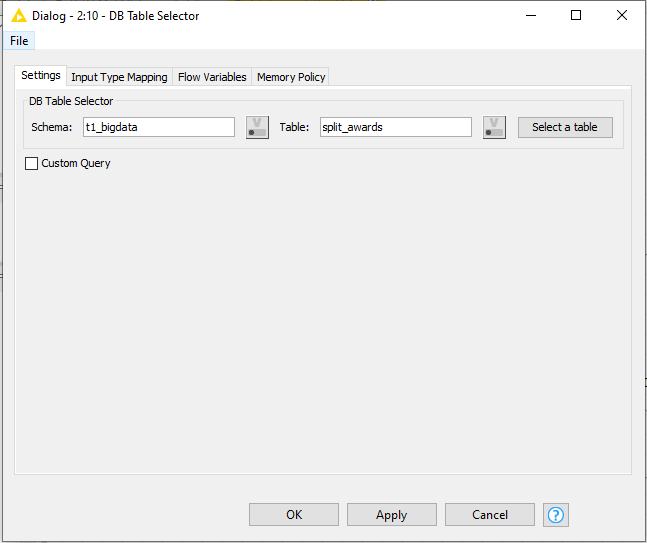 Dialog - 2:10 - DB Table Selector
File
Settings Input Type Mapping Flow Variables Memory Policy
DB Table Selector
Schema: t1_bigdata V Table: split_awards V Select a table
Custom Query
OK Apply Cancel ?